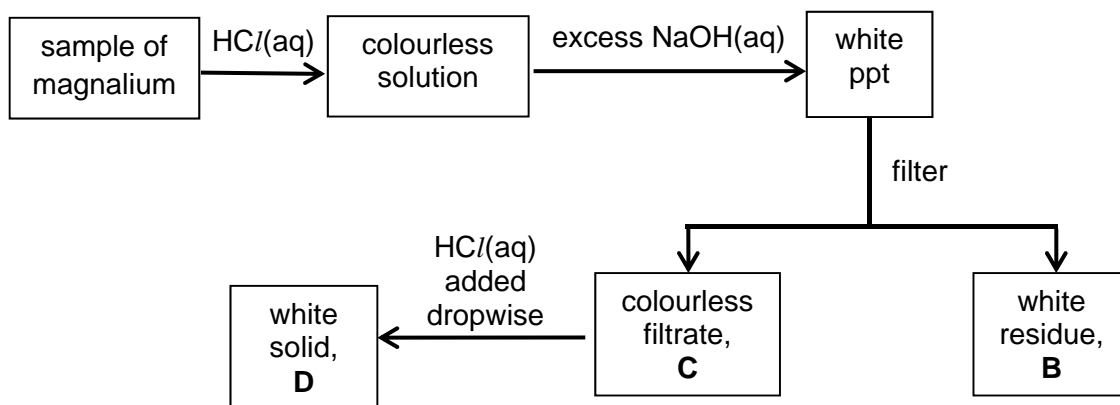 sample of
magnalium
HCl(aq)
colourless
solution
excess NaOH(aq)
white
ppt
filter
HCl(aq)
added
dropwise
white
solid,
D
colourless
filtrate,
C
white
residue,
B